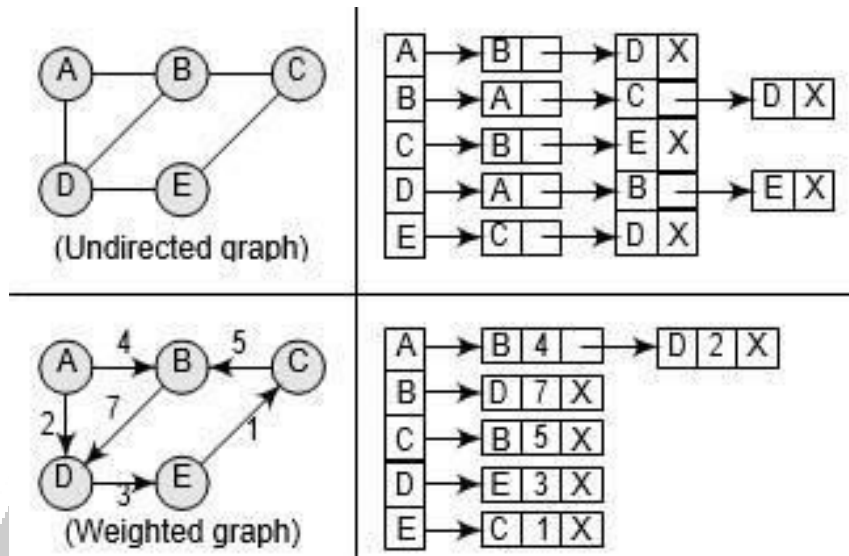 A B C
D E
(Undirected graph)
A B D X
B A C D X
C B E X
D A B E X
E C D X
A 4 B 5 C
2 7 1
D 3 E
(Weighted graph)
A B 4 D 2 X
B D 7 X
C B 5 X
D E 3 X
E C 1 X